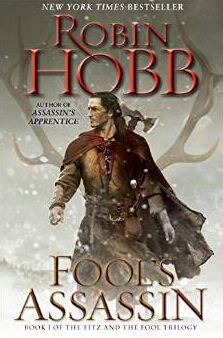 NEW YORK TIMES-BESTSELLER
ROBIN
HOBB
AUTHOR OF
ASSASSIN'S
APPRENTICE
FOOL'S
ASSASSIN
BOOK I OF THE FITZ AND THE FOOL TRILOGY